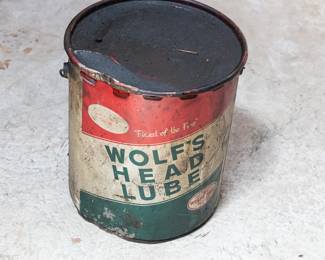 "Finest of the Fine"
WOLF'S
HEAD
LUBE